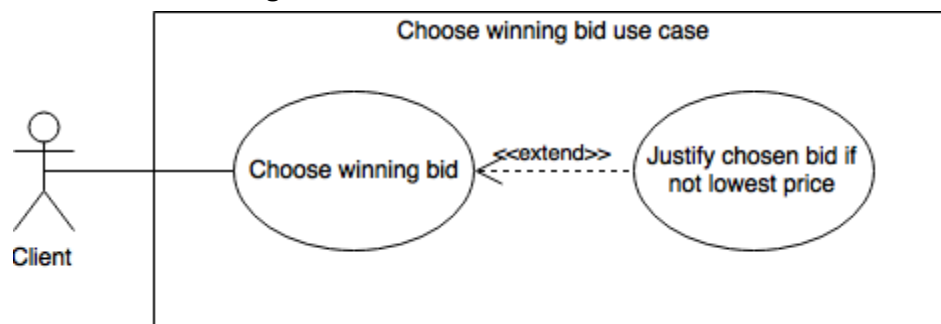 Choose winning bid use case
Choose winning bid
<<extend>>
Justify chosen bid if
not lowest price
Client